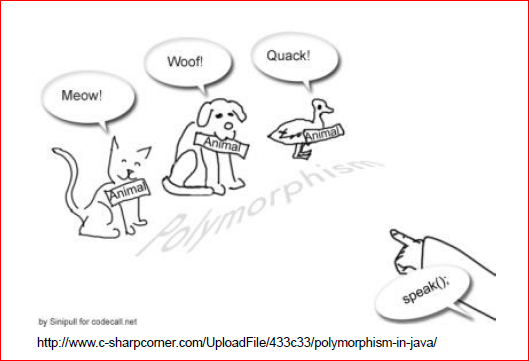 Meow!
Woof!
Quack!
Animal
Animal
Animal
Polymorphism
speak();
by Sinipull for codecall.net
http://www.c-sharpcorner.com/UploadFile/433c33/polymorphism-in-java/